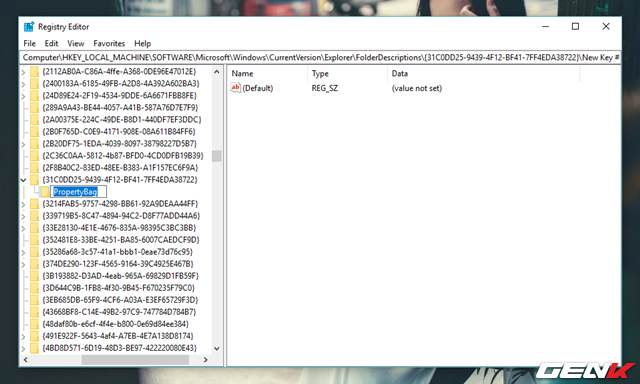 Registry Editor
File Edit View Favorites Help
Computer\HKEY_LOCAL_MACHINE\SOFTWARE\Microsoft\Windows\CurrentVersion\Explorer\FolderDescriptions\{31C0DD25-9439-4F12-BF41-7FF4EDA38722}\New Key #
{2112AB0A-C86A-4ffe-A368-0DE96E47012E}
{2400183A-6185-49FB-A2D8-4A392A602BA3}
{24D89E24-2F19-4534-9DDE-6A6671FBB8FE}
{289A9A43-BE44-4057-A41B-587A76D7E7F9}
{2A00375E-224C-49DE-B8D1-440DF7EF3DDC}
{2B0F765D-C0E9-4171-908E-08A611B84FF6}
{2B20DF75-1EDA-4039-8097-38798227D5B7}
{2C36C0AA-5812-4b87-BFD0-4CD0DFB19B39}
{2F8B40C2-83ED-48EE-B383-A1F157EC6F9A}
{31C0DD25-9439-4F12-BF41-7FF4EDA38722}
PropertyBag
{3214FAB5-9757-4298-BB61-92A9DEAA44FF}
{339719B5-8C47-4894-94C2-D8F77ADD44A6}
{33E28130-4E1E-4676-835A-98395C3BC3BB}
{352481E8-33BE-4251-BA85-6007CAEDCF9D}
{35286a68-3c57-41a1-bbb1-0eae73d76c95}
{374DE290-123F-4565-9164-39C4925E467B}
{3B193882-D3AD-4eab-965A-69829D1FB59F}
{3D644C9B-1FB8-4f30-9B45-F670235F79C0}
{3EB685DB-65F9-4CF6-A03A-E3EF65729F3D}
{43668BF8-C14E-49B2-97C9-747784D784B7}
{48daf80b-e6cf-4f4e-b800-0e69d84ee384}
{491E922F-5643-4af4-A7EB-4E7A138D8174}
{4BD8D571-6D19-48D3-BE97-422220080E43}
Name Type Data
(Default) REG_SZ (value not set)
GENK